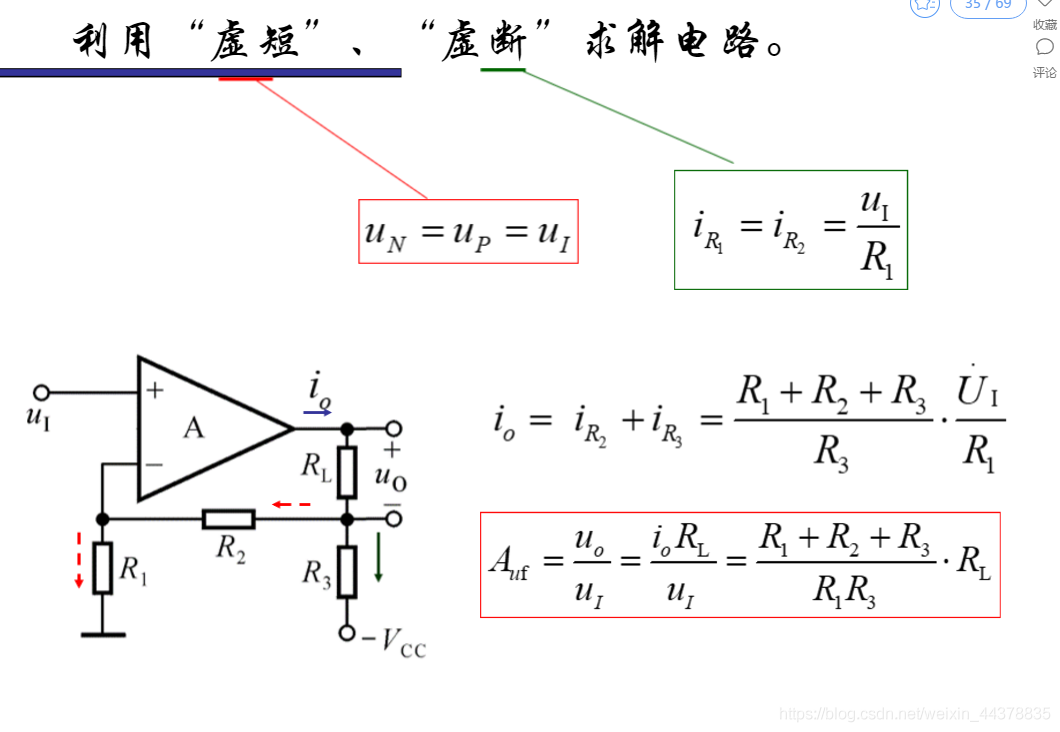 35 / 69
收藏
评论
利用“虚短”、“虚断”求解电路。
u_N = u_P = u_I
i_{R_1} = i_{R_2} = \frac{u_I}{R_1}
i_o
u_I
+
A
−
R_L
+
u_O
−
R_2
R_1
R_3
−V_{CC}
i_o = i_{R_2} + i_{R_3} = \frac{R_1 + R_2 + R_3}{R_3} \cdot \frac{\dot{U}_I}{R_1}
A_{uf} = \frac{u_o}{u_I} = \frac{i_o R_L}{u_I} = \frac{R_1 + R_2 + R_3}{R_1 R_3} \cdot R_L
https://blog.csdn.net/weixin_44378835